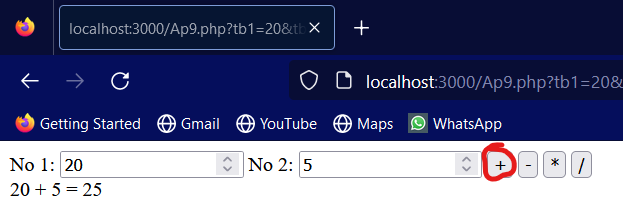 localhost:3000/Ap9.php?tb1=20&tb
localhost:3000/Ap9.php?tb1=20&
Getting Started Gmail YouTube Maps WhatsApp
No 1: 20 No 2: 5 + - * /
20 + 5 = 25